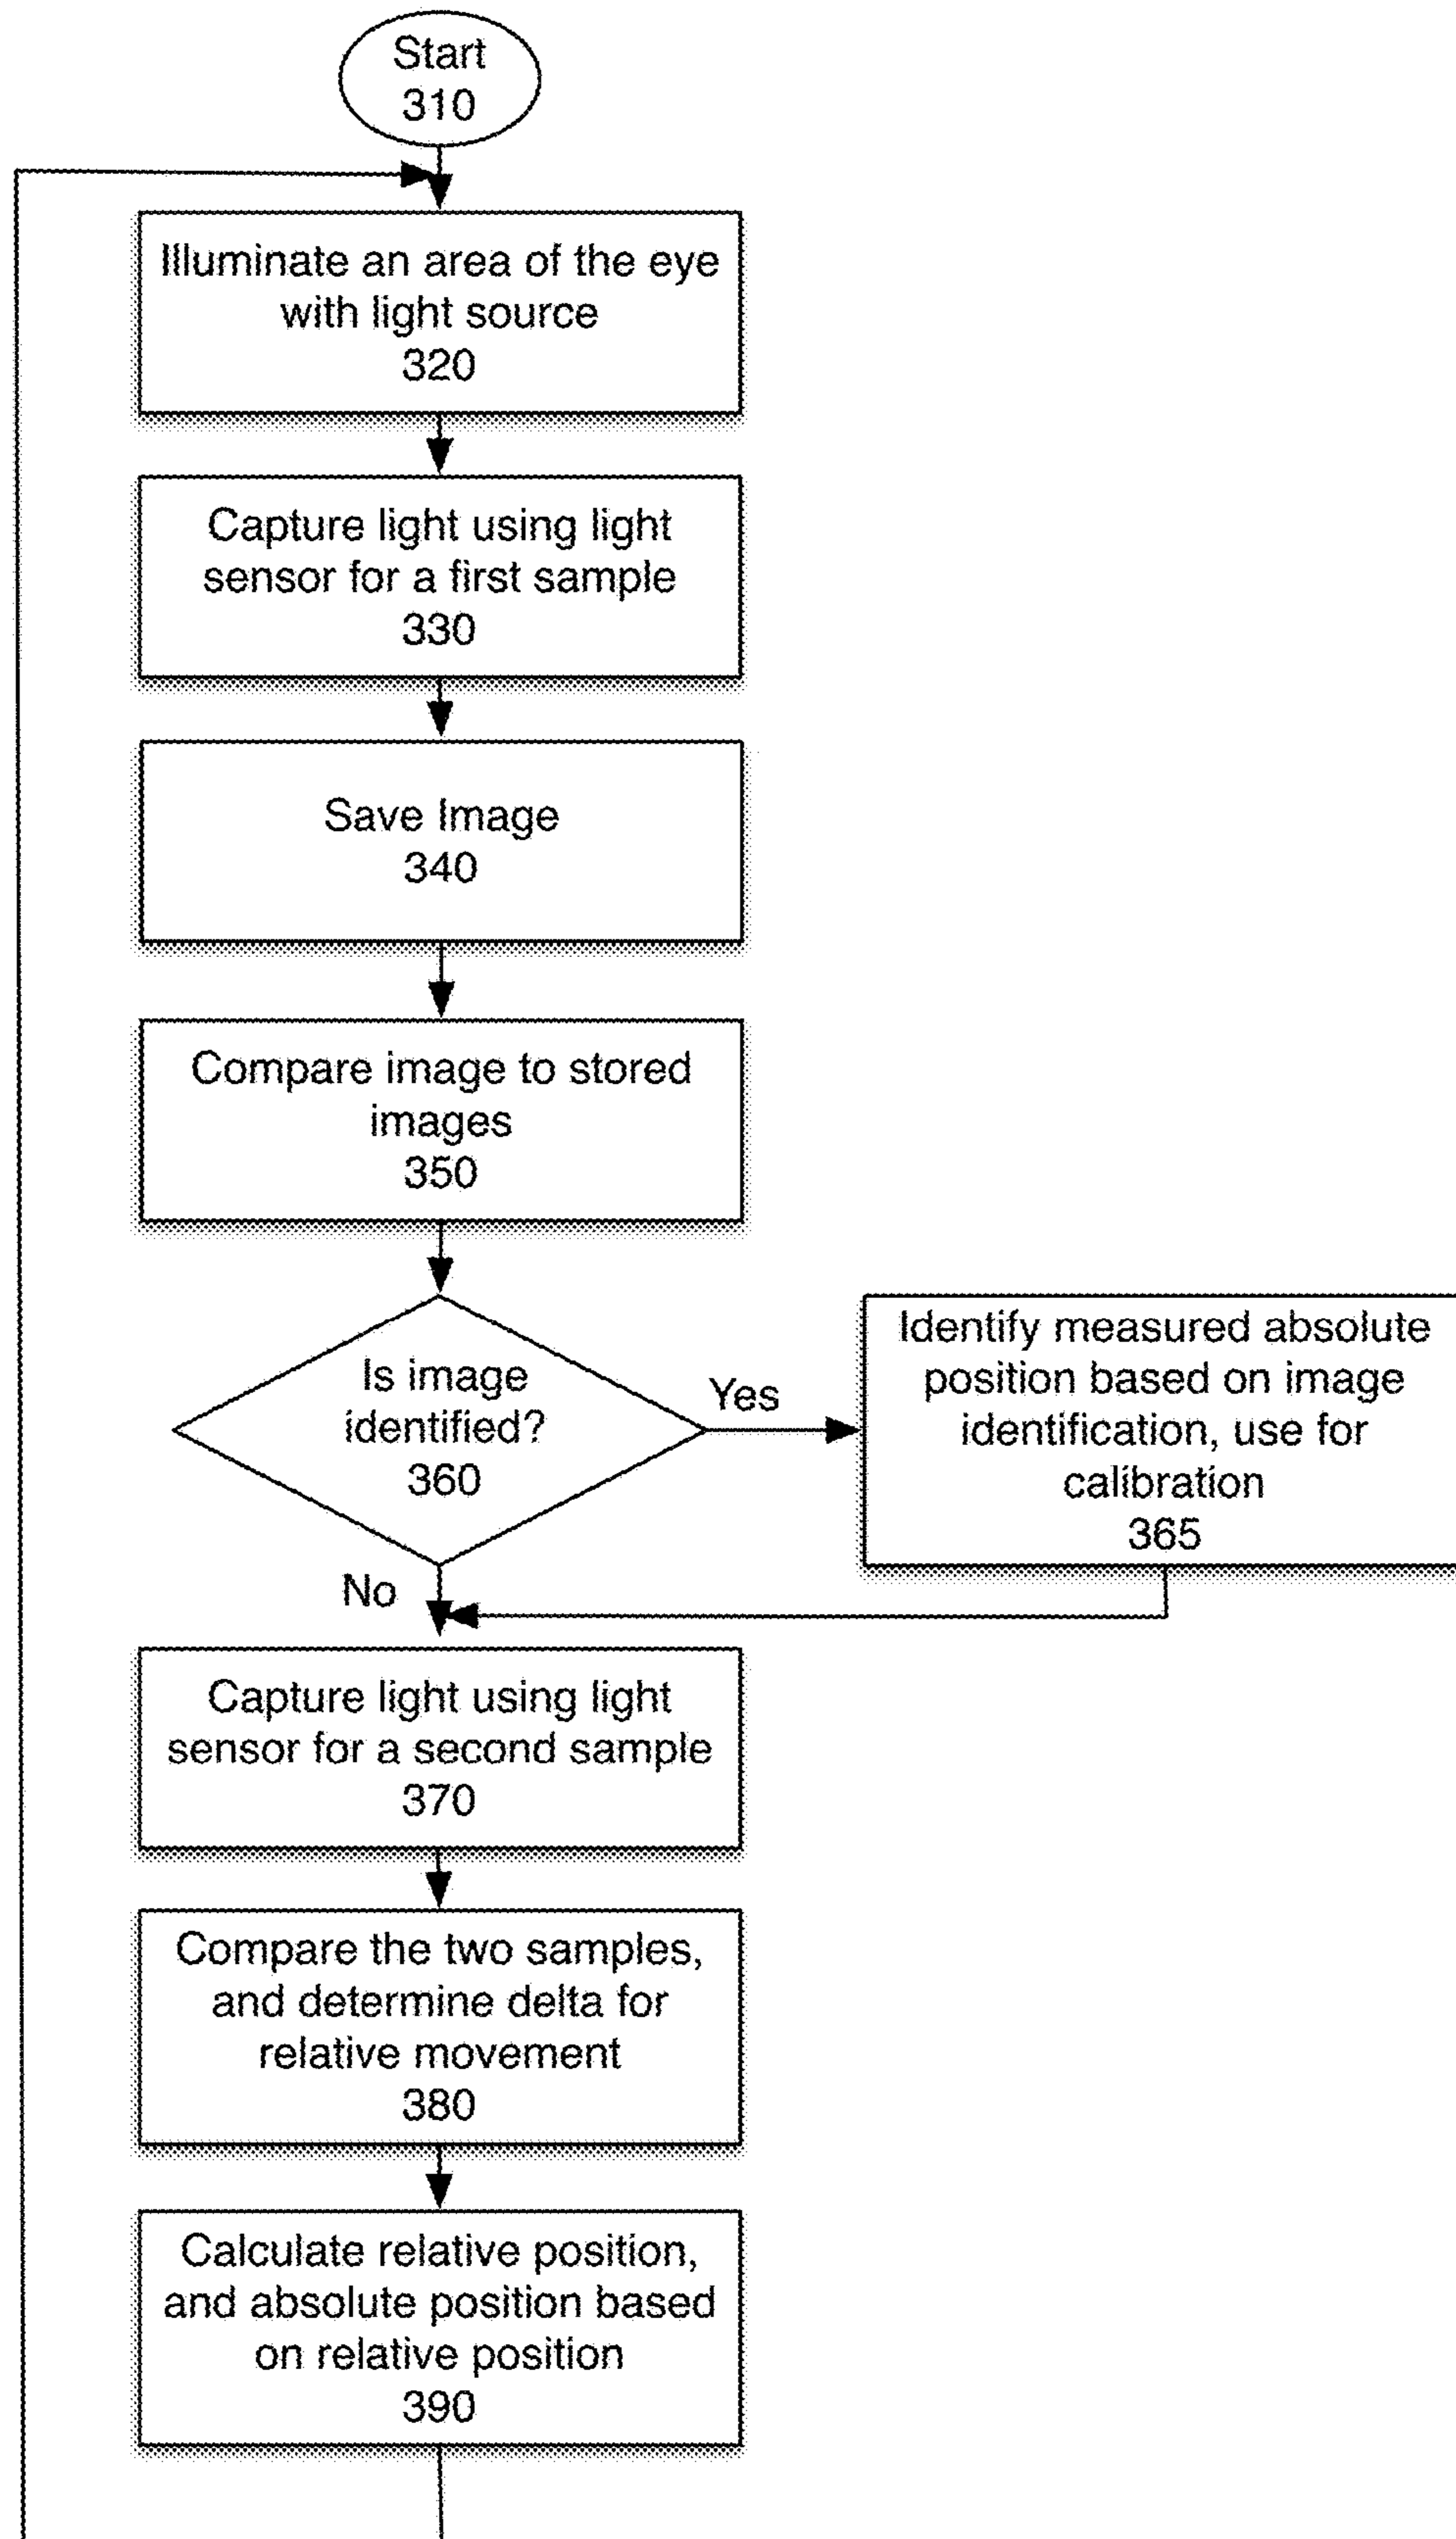 Start
310
Illuminate an area of the eye
with light source
320
Capture light using light
sensor for a first sample
330
Save Image
340
Compare image to stored
images
350
Is image
identified?
360
Yes
Identify measured absolute
position based on image
identification, use for
calibration
365
No
Capture light using light
sensor for a second sample
370
Compare the two samples,
and determine delta for
relative movement
380
Calculate relative position,
and absolute position based
on relative position
390